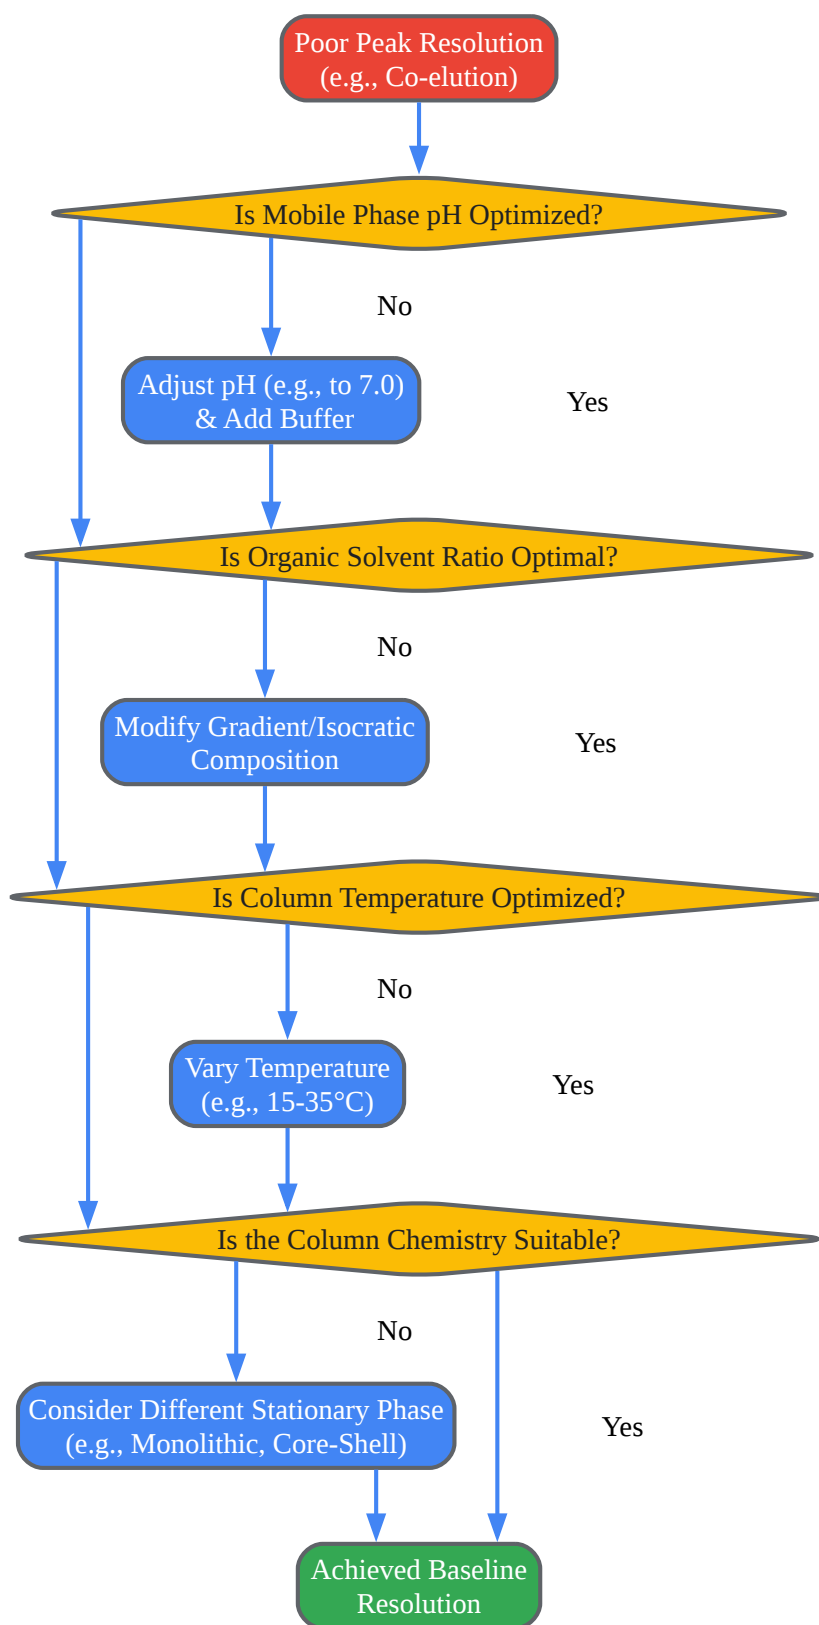 Poor Peak Resolution
(e.g., Co-elution)
Is Mobile Phase pH Optimized?
No
Adjust pH (e.g., to 7.0)
& Add Buffer
Yes
Is Organic Solvent Ratio Optimal?
No
Modify Gradient/Isocratic
Composition
Yes
Is Column Temperature Optimized?
No
Vary Temperature
(e.g., 15-35°C)
Yes
Is the Column Chemistry Suitable?
No
Consider Different Stationary Phase
(e.g., Monolithic, Core-Shell)
Yes
Achieved Baseline
Resolution